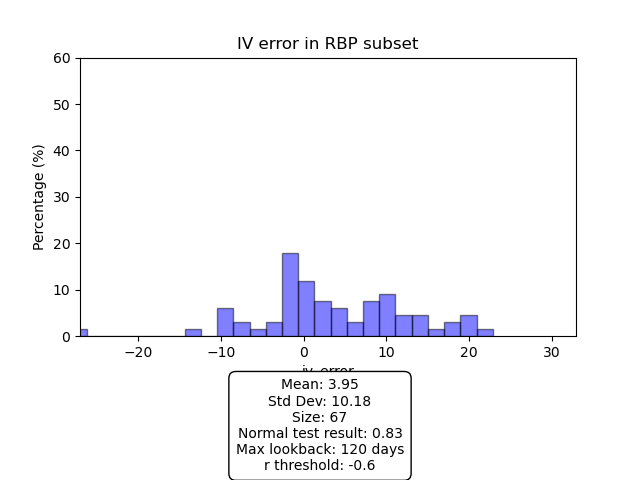 IV error in RBP subset
60
50
40
30
20
10
0
Percentage (%)
−20
−10
0
10
20
30
iv_error
Mean: 3.95
Std Dev: 10.18
Size: 67
Normal test result: 0.83
Max lookback: 120 days
r threshold: -0.6